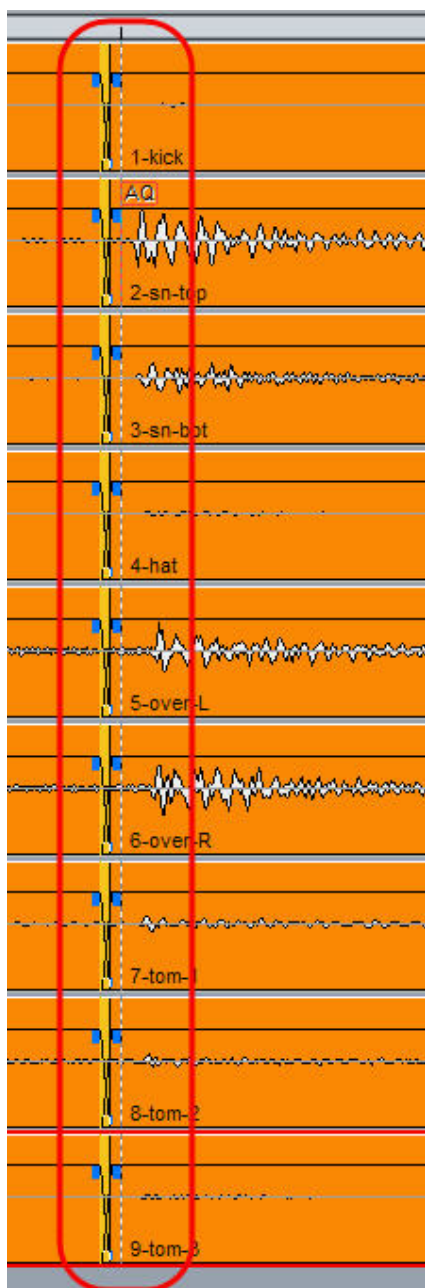 1-kick
AQ
2-sn-top
3-sn-bot
4-hat
5-over-L
6-over-R
7-tom-1
8-tom-2
9-tom-3